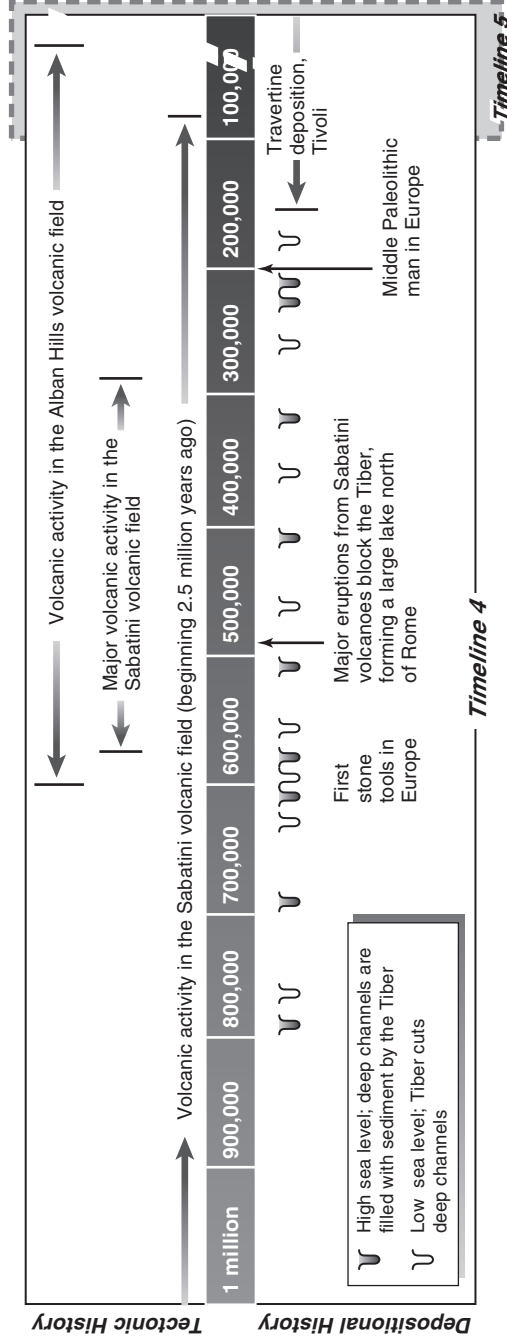 Tectonic History
Volcanic activity in the Alban Hills volcanic field
Major volcanic activity in the
Sabatini volcanic field
Volcanic activity in the Sabatini volcanic field (beginning 2.5 million years ago)
1 million
900,000
800,000
700,000
600,000
500,000
400,000
300,000
200,000
100,000
Depositional History
Travertine
deposition,
Tivoli
Middle Paleolithic
man in Europe
Major eruptions from Sabatini
volcanoes block the Tiber,
forming a large lake north
of Rome
First
stone
tools in
Europe
High sea level; deep channels are
filled with sediment by the Tiber
Low sea level; Tiber cuts
deep channels
Timeline 4
Timeline 5